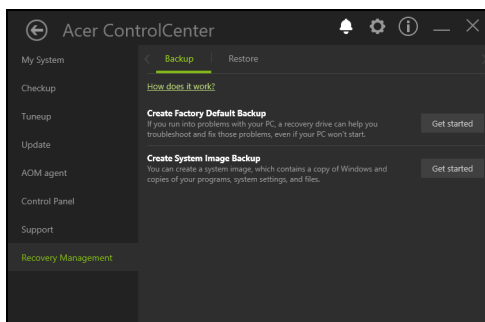 Acer ControlCenter
My System
Checkup
Tuneup
Update
AOM agent
Control Panel
Support
Recovery Management
Backup
Restore
How does it work?
Create Factory Default Backup
If you run into problems with your PC, a recovery drive can help you
troubleshoot and fix those problems, even if your PC won't start.
Get started
Create System Image Backup
You can create a system image, which contains a copy of Windows and
copies of your programs, system settings, and files.
Get started